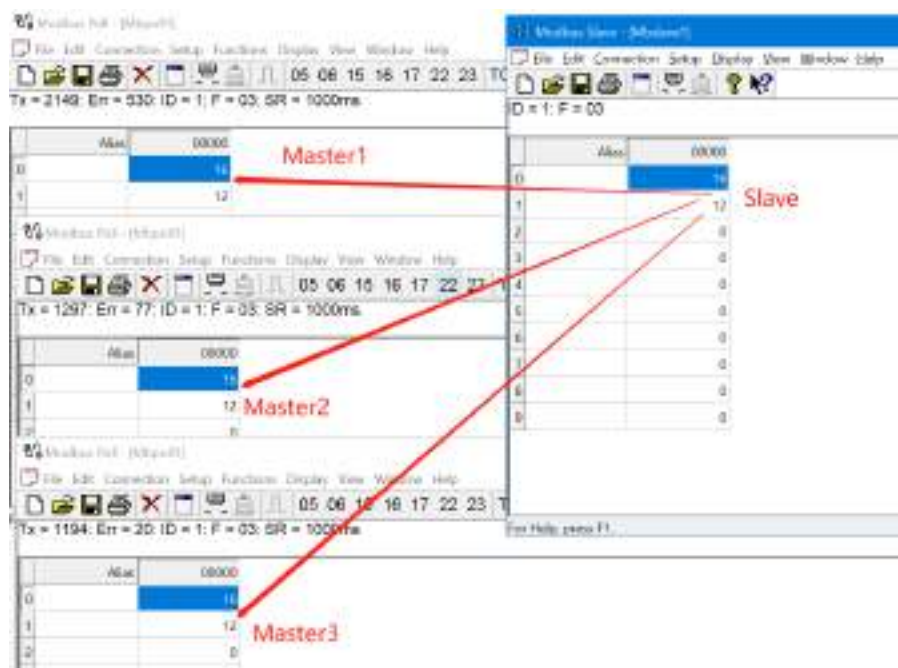 Modbus Poll - [Mbpoll1]
File Edit Connection Setup Functions Display View Window Help
05 06 15 16 17 22 23
Tx = 2149: Err = 530: ID = 1: F = 03: SR = 1000ms
Alias 00000
0
1 12
Master1
Modbus Poll - [Mbpoll1]
File Edit Connection Setup Functions Display View Window Help
05 06 15 16 17 22 23
Tx = 1297: Err = 77: ID = 1: F = 03: SR = 1000ms
Alias 00000
0
1 12
2 0
Master2
Modbus Poll - [Mbpoll1]
File Edit Connection Setup Functions Display View Window Help
05 06 15 16 17 22 23
Tx = 1194: Err = 20: ID = 1: F = 03: SR = 1000ms
Alias 00000
0
1 12
2 0
Master3
Modbus Slave -
File Edit Connection Setup Display View Window Help
ID = 1: F = 03
Alias 00000
0
1 12
2 0
3 0
4 0
5 0
6 0
7 0
8 0
9 0
Slave
For Help, press F1.